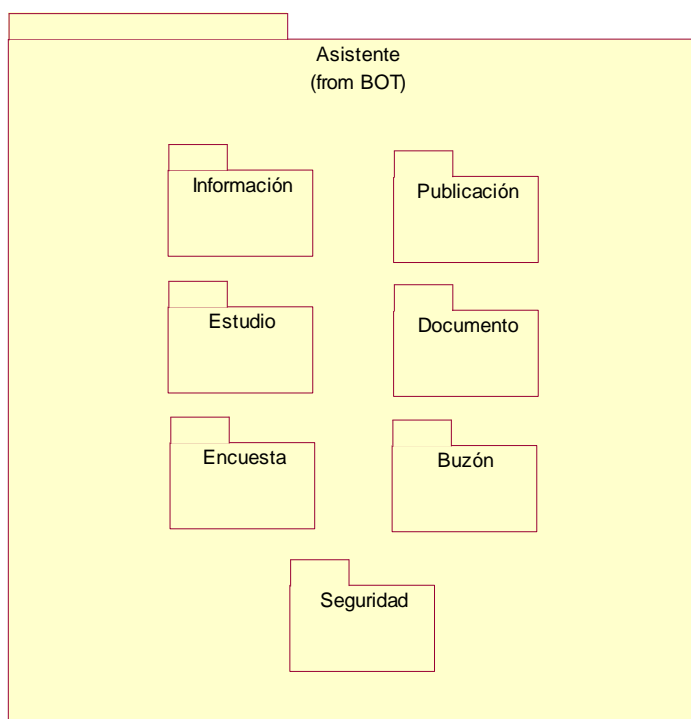 Asistente
(from BOT)
Información
Publicación
Estudio
Documento
Encuesta
Buzón
Seguridad